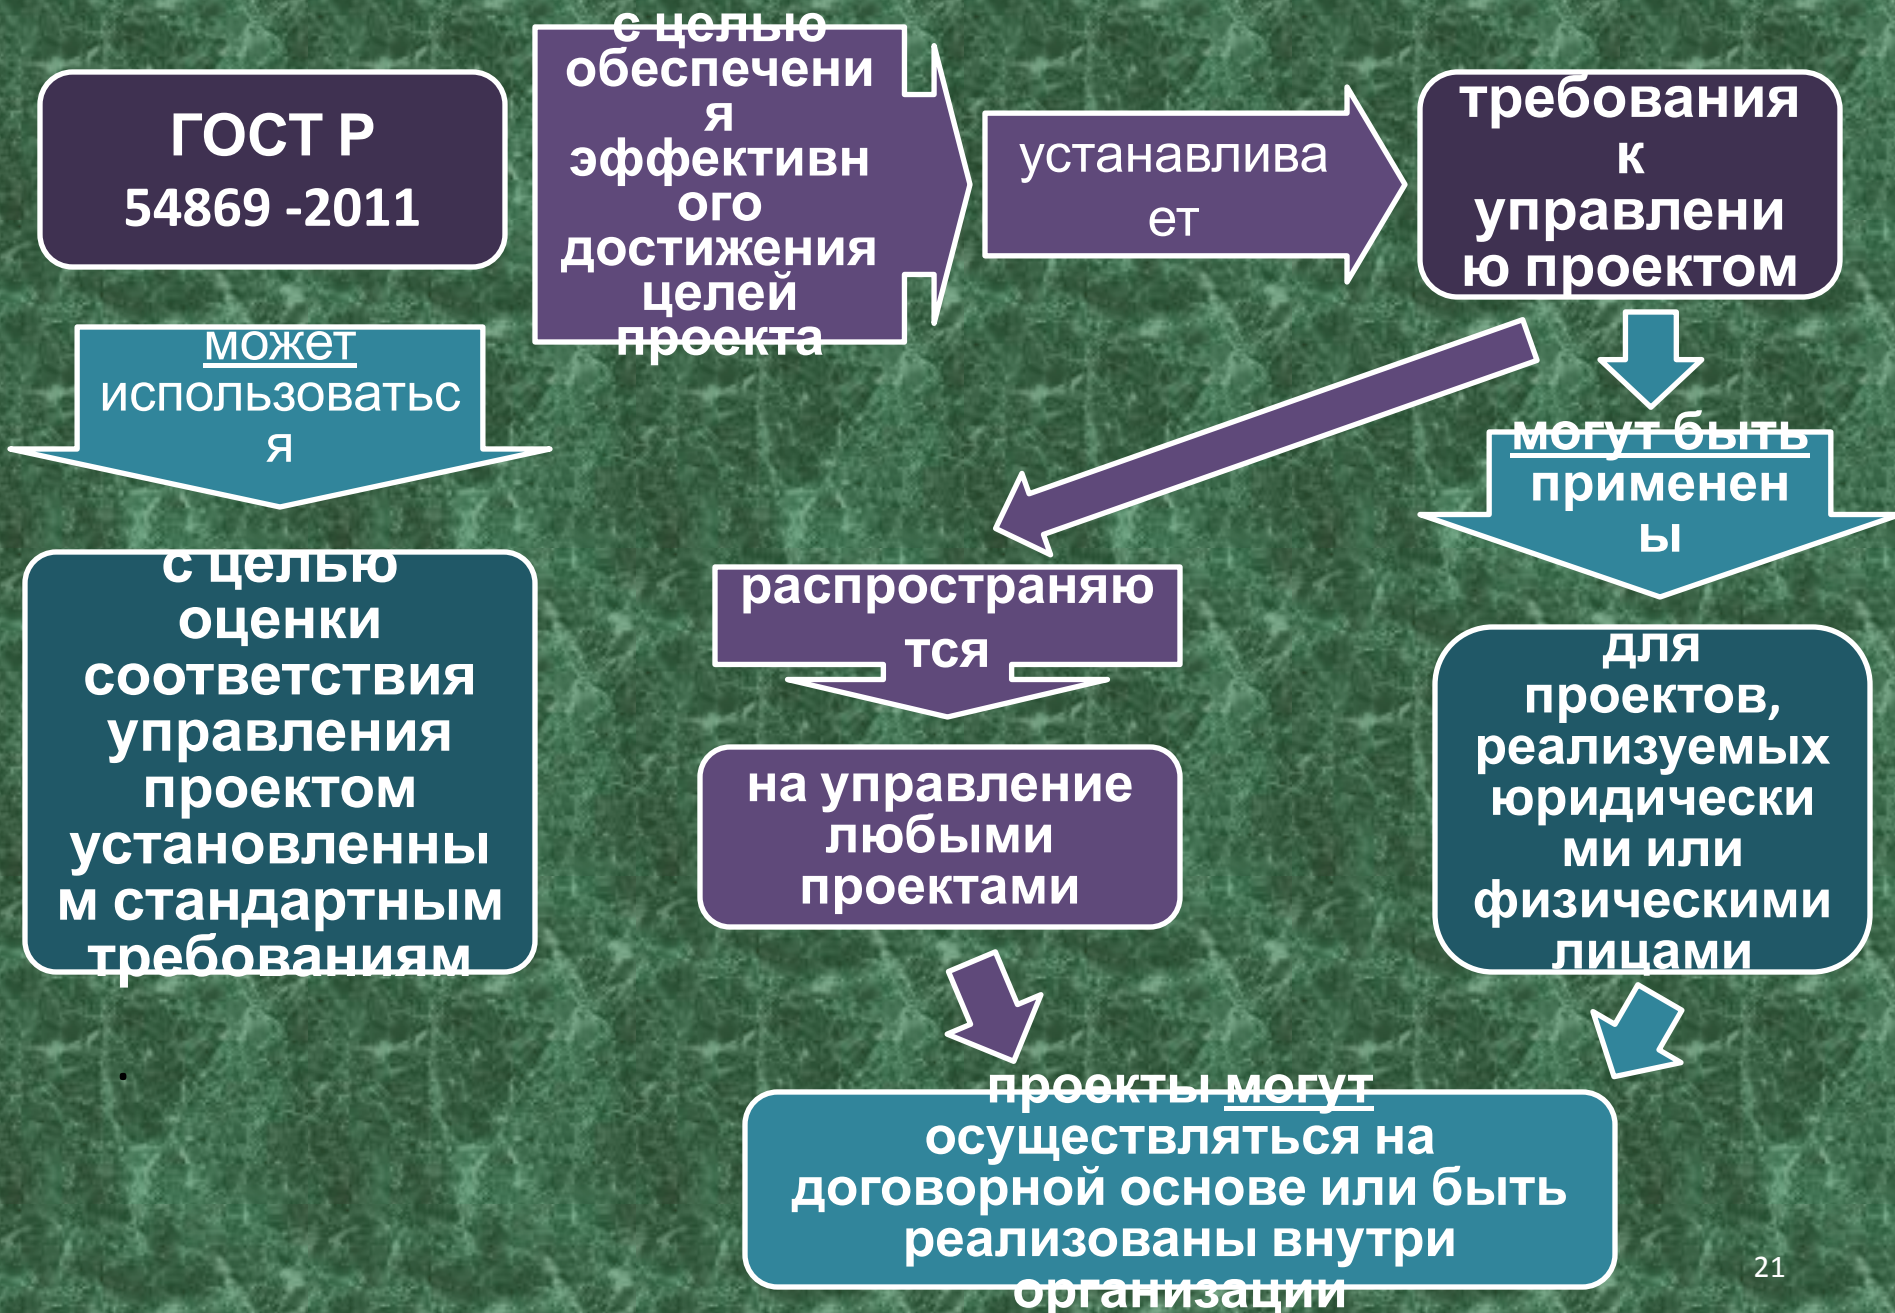 ГОСТ Р
54869 -2011
с целью
обеспечени
я
эффективн
ого
достижения
целей
проекта
устанавлива
ет
требования
к
управлени
ю проектом
может
использоватьс
я
с целью
оценки
соответствия
управления
проектом
установленны
м стандартным
требованиям
распространяю
тся
на управление
любыми
проектами
могут быть
применен
ы
для
проектов,
реализуемых
юридически
ми или
физическими
лицами
.
проекты могут
осуществляться на
договорной основе или быть
реализованы внутри
организации
21